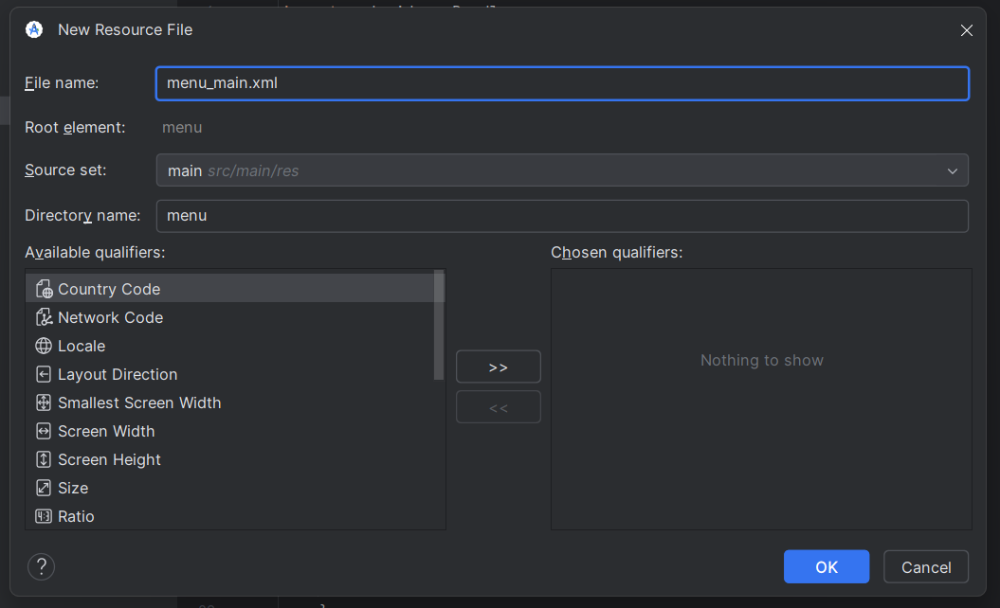 New Resource File
File name: menu_main.xml
Root element: menu
Source set: main src/main/res
Directory name: menu
Available qualifiers:
Chosen qualifiers:
Country Code
Network Code
Locale
Layout Direction
Smallest Screen Width
Screen Width
Screen Height
Size
Ratio
>>
<<
Nothing to show
?
OK
Cancel